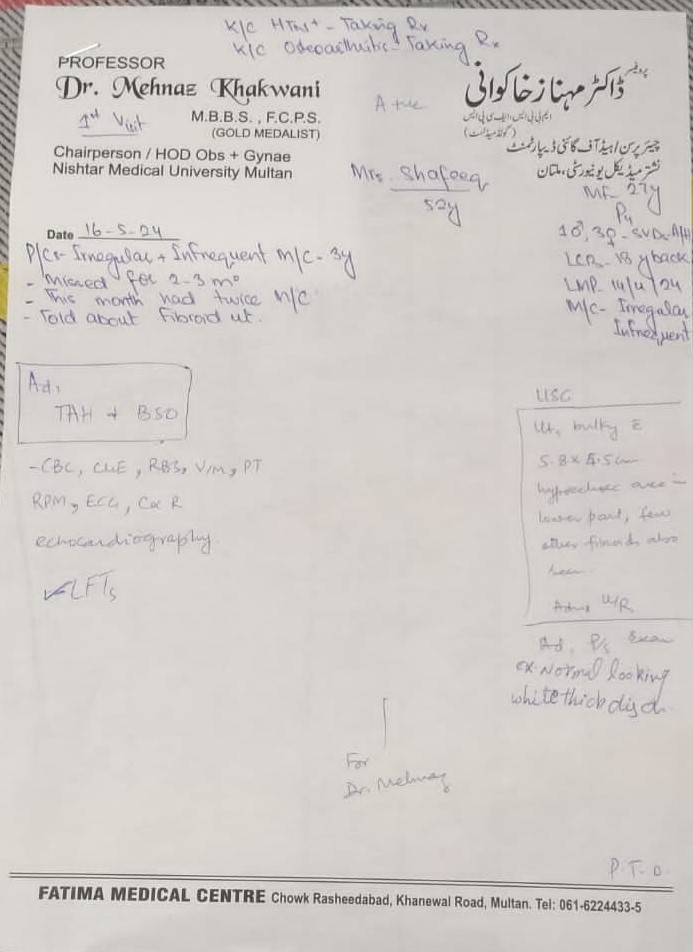 K/C HTN+ - Taking Rx
K/C Osteoarthritis - Taking Rx
PROFESSOR
Dr. Mehnaz Khakwani
1st Visit
M.B.B.S. , F.C.P.S.
(GOLD MEDALIST)
Chairperson / HOD Obs + Gynae
Nishtar Medical University Multan
A +ve
پروفیسر
ڈاکٹر مہناز خاکوانی
ایم بی بی ایس، ایف سی پی ایس
(گولڈ میڈلسٹ)
چیئرپرسن/ہیڈ آف گائنی ڈیپارٹمنٹ
نشتر میڈیکل یونیورسٹی، ملتان
Mrs. Shafeeq
52y
MF- 27y
P4
1♂, 3♀ - SVDs - A/H
LCB- 18 y back
LMP- 14/4/24
M/C- Irregular
Infrequent
Date 16-5-24
P/C:- Irregular + Infrequent M/C - 3y
- Missed for 2-3 mo
- This month had twice M/C
- Told about Fibroid ut.
Ad,
TAH + BSO
- CBC, CUE, RBS, V/M, PT
RPM, ECG, CxR
echocardiography
✓LFTs
USG
Ut, bulky c̄
5.8 x 4.5cm
hypoechoic area in
lower part, few
other fibroids also
seen
Adn, N/R
Ad, P/s Exam
cx-Normal looking
white thick disch.
For
Dr. Mehnaz
P.T.O.
FATIMA MEDICAL CENTRE Chowk Rasheedabad, Khanewal Road, Multan. Tel: 061-6224433-5